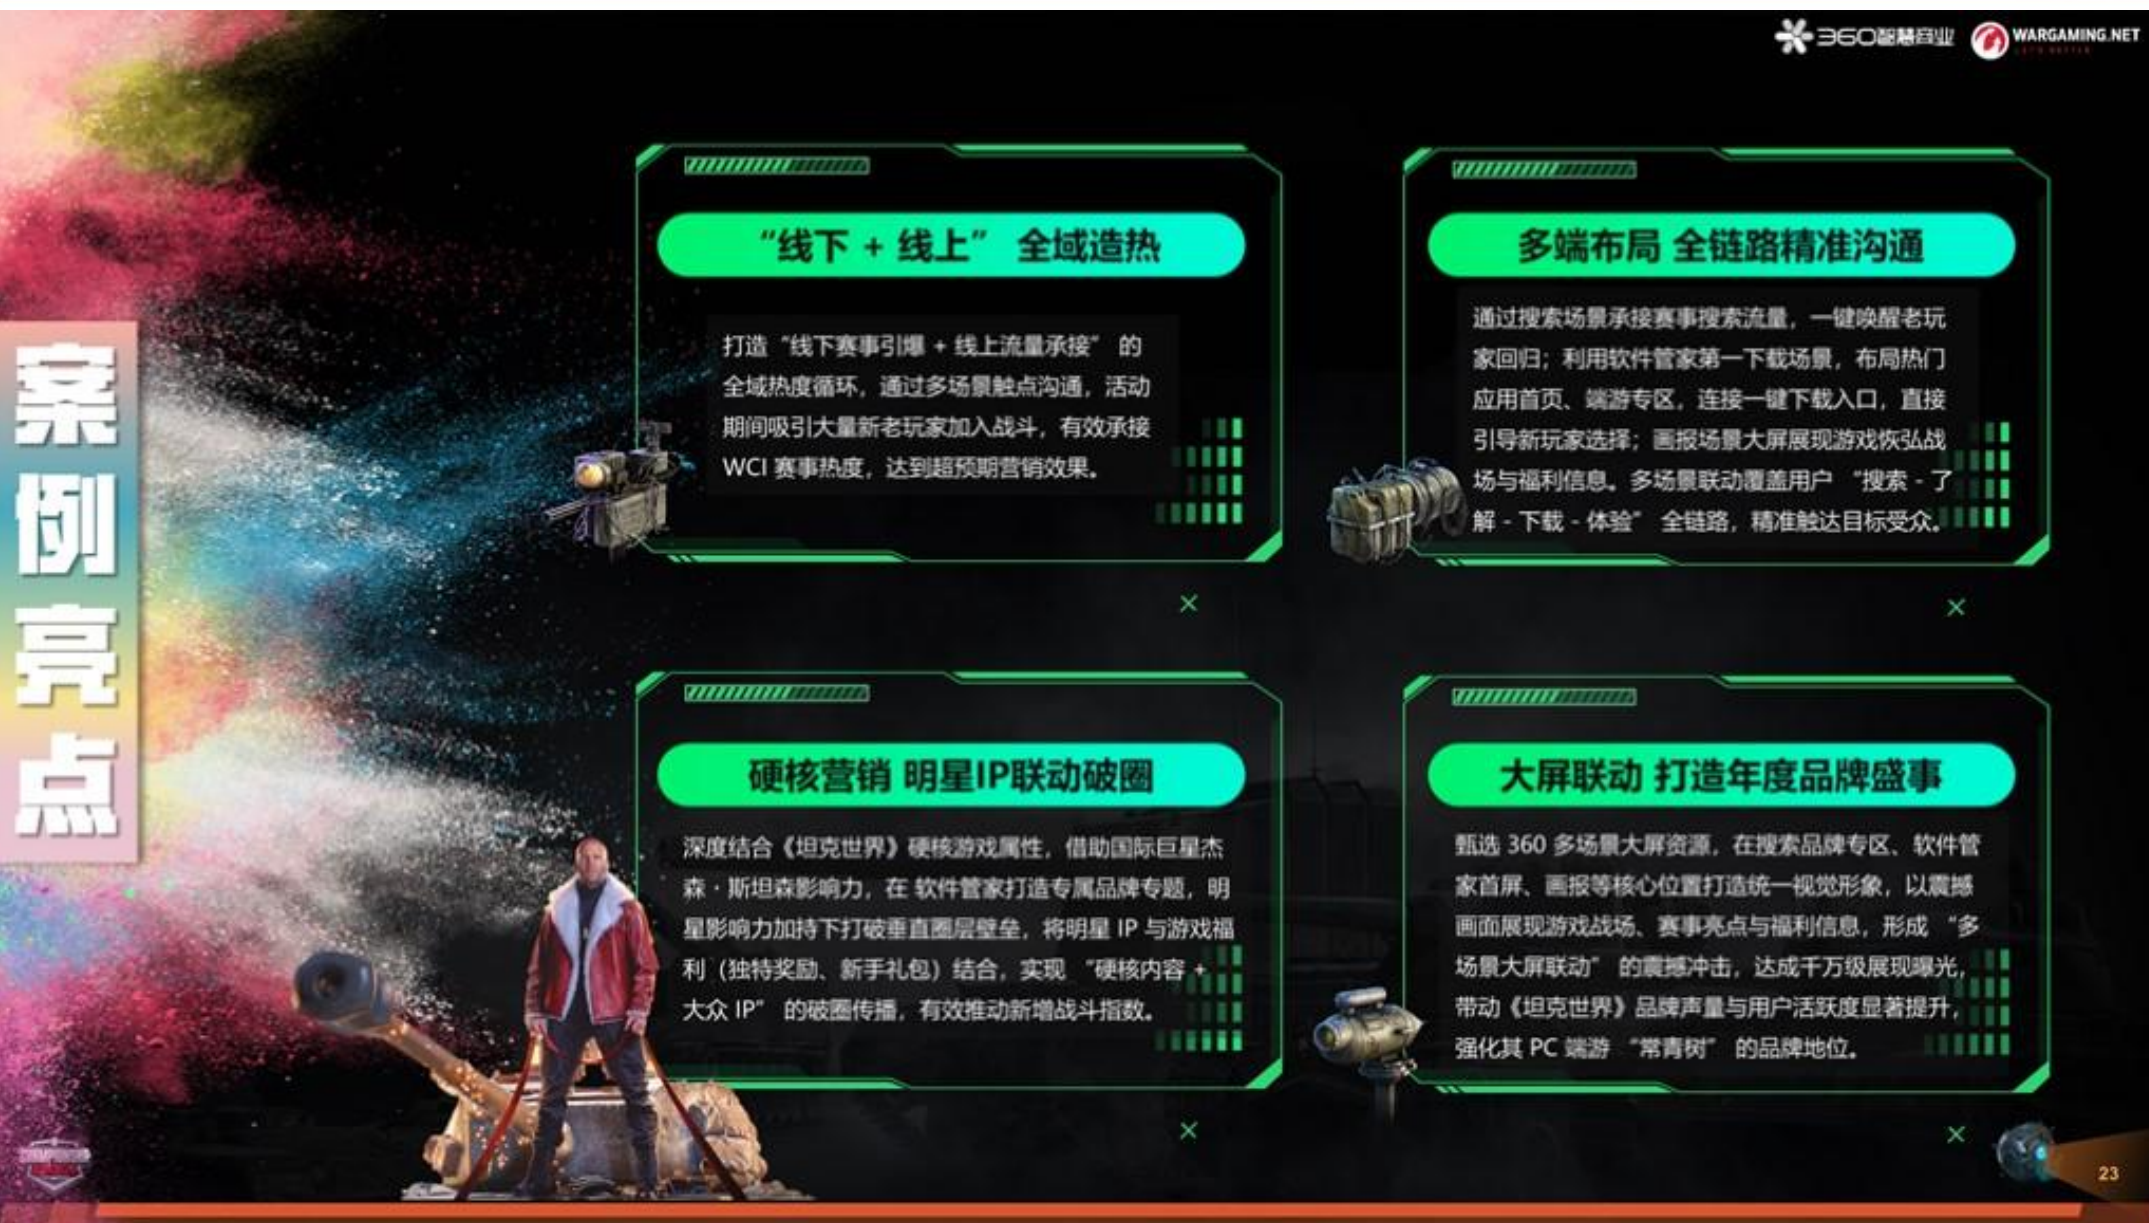 360智慧商业
WARGAMING.NET
LET'S BATTLE
案
例
亮
点
“线下 + 线上” 全域造热
打造“线下赛事引爆 + 线上流量承接” 的
全域热度循环，通过多场景触点沟通，活动
期间吸引大量新老玩家加入战斗，有效承接
WCI 赛事热度，达到超预期营销效果。
多端布局 全链路精准沟通
通过搜索场景承接赛事搜索流量，一键唤醒老玩
家回归；利用软件管家第一下载场景，布局热门
应用首页、端游专区，连接一键下载入口，直接
引导新玩家选择；画报场景大屏展现游戏恢弘战
场与福利信息。多场景联动覆盖用户 “搜索 - 了
解 - 下载 - 体验” 全链路，精准触达目标受众。
硬核营销 明星IP联动破圈
深度结合《坦克世界》硬核游戏属性，借助国际巨星杰
森 · 斯坦森影响力，在 软件管家打造专属品牌专题，明
星影响力加持下打破垂直圈层壁垒，将明星 IP 与游戏福
利（独特奖励、新手礼包）结合，实现 “硬核内容 +
大众 IP” 的破圈传播，有效推动新增战斗指数。
大屏联动 打造年度品牌盛事
甄选 360 多场景大屏资源，在搜索品牌专区、软件管
家首屏、画报等核心位置打造统一视觉形象，以震撼
画面展现游戏战场、赛事亮点与福利信息，形成 “多
场景大屏联动” 的震撼冲击，达成千万级展现曝光，
带动《坦克世界》品牌声量与用户活跃度显著提升，
强化其 PC 端游 “常青树” 的品牌地位。
23